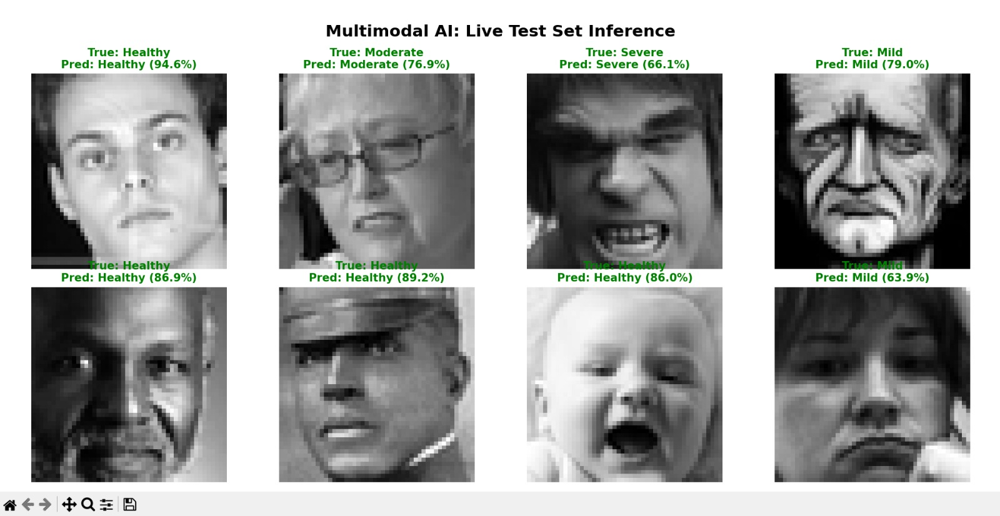 Multimodal AI: Live Test Set Inference
True: Healthy
Pred: Healthy (94.6%)
True: Moderate
Pred: Moderate (76.9%)
True: Severe
Pred: Severe (66.1%)
True: Mild
Pred: Mild (79.0%)
True: Healthy
Pred: Healthy (86.9%)
True: Healthy
Pred: Healthy (89.2%)
True: Healthy
Pred: Healthy (86.0%)
True: Mild
Pred: Mild (63.9%)